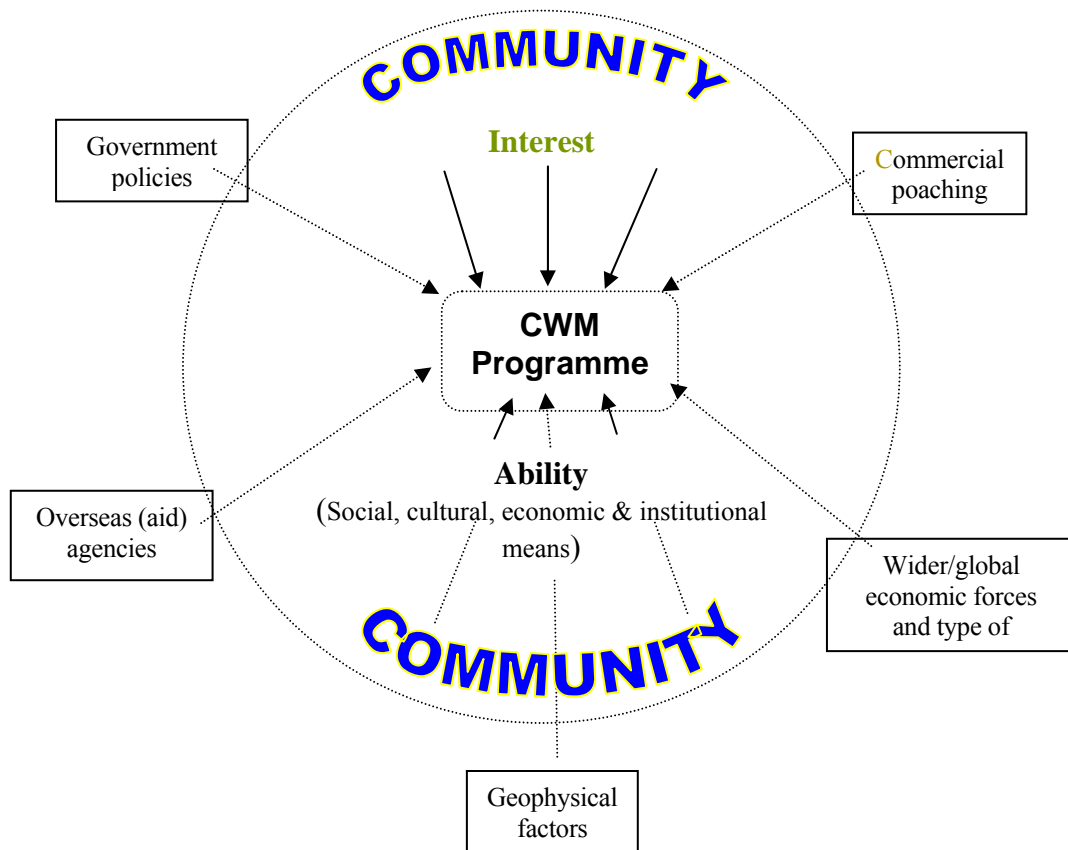 COMMUNITY
Interest
Government
policies
Commercial
poaching
CWM
Programme
Ability
(Social, cultural, economic & institutional
means)
Overseas (aid)
agencies
Wider/global
economic forces
and type of
COMMUNITY
Geophysical
factors